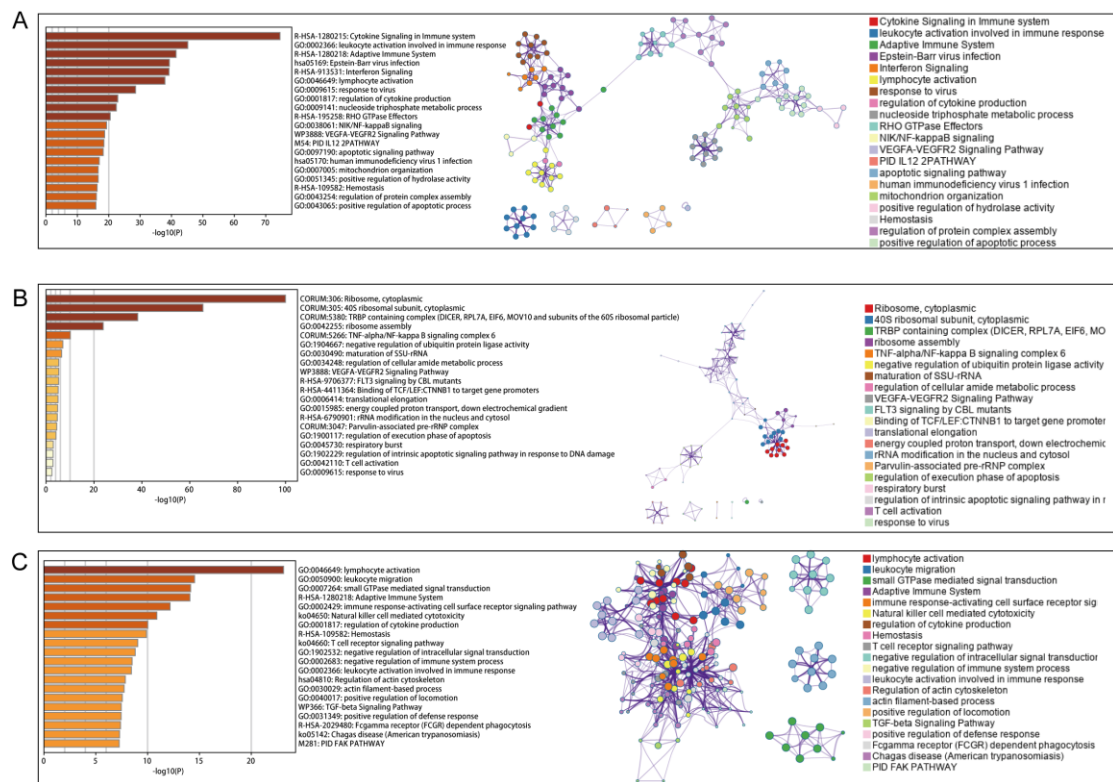 A
R-HSA-1280215: Cytokine Signaling in Immune system
GO:0002366: leukocyte activation involved in immune response
R-HSA-1280218: Adaptive Immune System
hsa05169: Epstein-Barr virus infection
R-HSA-913531: Interferon Signaling
GO:0046649: lymphocyte activation
GO:0009615: response to virus
GO:0001817: regulation of cytokine production
GO:0009141: nucleoside triphosphate metabolic process
R-HSA-195258: RHO GTPase Effectors
GO:0038061: NIK/NF-kappaB signaling
WP3888: VEGFA-VEGFR2 Signaling Pathway
M54: PID IL12 2PATHWAY
GO:0097190: apoptotic signaling pathway
hsa05170: human immunodeficiency virus 1 infection
GO:0007005: mitochondrion organization
GO:0051345: positive regulation of hydrolase activity
R-HSA-109582: Hemostasis
GO:0043254: regulation of protein complex assembly
GO:0043065: positive regulation of apoptotic process
0 10 20 30 40 50 60 70
-log10(P)
Cytokine Signaling in Immune system
leukocyte activation involved in immune response
Adaptive Immune System
Epstein-Barr virus infection
Interferon Signaling
lymphocyte activation
response to virus
regulation of cytokine production
nucleoside triphosphate metabolic process
RHO GTPase Effectors
NIK/NF-kappaB signaling
VEGFA-VEGFR2 Signaling Pathway
PID IL12 2PATHWAY
apoptotic signaling pathway
human immunodeficiency virus 1 infection
mitochondrion organization
positive regulation of hydrolase activity
Hemostasis
regulation of protein complex assembly
positive regulation of apoptotic process
B
CORUM:306: Ribosome, cytoplasmic
CORUM:305: 40S ribosomal subunit, cytoplasmic
CORUM:5380: TRBP containing complex (DICER, RPL7A, EIF6, MOV10 and subunits of the 60S ribosomal particle)
GO:0042255: ribosome assembly
CORUM:5266: TNF-alpha/NF-kappa B signaling complex 6
GO:1904667: negative regulation of ubiquitin protein ligase activity
GO:0030490: maturation of SSU-rRNA
GO:0034248: regulation of cellular amide metabolic process
WP3888: VEGFA-VEGFR2 Signaling Pathway
R-HSA-9706377: FLT3 signaling by CBL mutants
R-HSA-4411364: Binding of TCF/LEF:CTNNB1 to target gene promoters
GO:0006414: translational elongation
GO:0015985: energy coupled proton transport, down electrochemical gradient
R-HSA-6790901: rRNA modification in the nucleus and cytosol
CORUM:3047: Parvulin-associated pre-rRNP complex
GO:1900117: regulation of execution phase of apoptosis
GO:0045730: respiratory burst
GO:1902229: regulation of intrinsic apoptotic signaling pathway in response to DNA damage
GO:0042110: T cell activation
GO:0009615: response to virus
0 20 40 60 80 100
-log10(P)
Ribosome, cytoplasmic
40S ribosomal subunit, cytoplasmic
TRBP containing complex (DICER, RPL7A, EIF6, MO
ribosome assembly
TNF-alpha/NF-kappa B signaling complex 6
negative regulation of ubiquitin protein ligase activity
maturation of SSU-rRNA
regulation of cellular amide metabolic process
VEGFA-VEGFR2 Signaling Pathway
FLT3 signaling by CBL mutants
Binding of TCF/LEF:CTNNB1 to target gene promoter
translational elongation
energy coupled proton transport, down electrochemic
rRNA modification in the nucleus and cytosol
Parvulin-associated pre-rRNP complex
regulation of execution phase of apoptosis
respiratory burst
regulation of intrinsic apoptotic signaling pathway in r
T cell activation
response to virus
C
GO:0046649: lymphocyte activation
GO:0050900: leukocyte migration
GO:0007264: small GTPase mediated signal transduction
R-HSA-1280218: Adaptive Immune System
GO:0002429: immune response-activating cell surface receptor signaling pathway
ko04650: Natural killer cell mediated cytotoxicity
GO:0001817: regulation of cytokine production
R-HSA-109582: Hemostasis
ko04660: T cell receptor signaling pathway
GO:1902532: negative regulation of intracellular signal transduction
GO:0002683: negative regulation of immune system process
GO:0002366: leukocyte activation involved in immune response
hsa04810: Regulation of actin cytoskeleton
GO:0030029: actin filament-based process
GO:0040017: positive regulation of locomotion
WP366: TGF-beta Signaling Pathway
GO:0031349: positive regulation of defense response
R-HSA-2029480: Fcgamma receptor (FCGR) dependent phagocytosis
ko05142: Chagas disease (American trypanosomiasis)
M281: PID FAK PATHWAY
0 10 20
-log10(P)
lymphocyte activation
leukocyte migration
small GTPase mediated signal transduction
Adaptive Immune System
immune response-activating cell surface receptor sig
Natural killer cell mediated cytotoxicity
regulation of cytokine production
Hemostasis
T cell receptor signaling pathway
negative regulation of intracellular signal transduction
negative regulation of immune system process
leukocyte activation involved in immune response
Regulation of actin cytoskeleton
actin filament-based process
positive regulation of locomotion
TGF-beta Signaling Pathway
positive regulation of defense response
Fcgamma receptor (FCGR) dependent phagocytosis
Chagas disease (American trypanosomiasis)
PID FAK PATHWAY